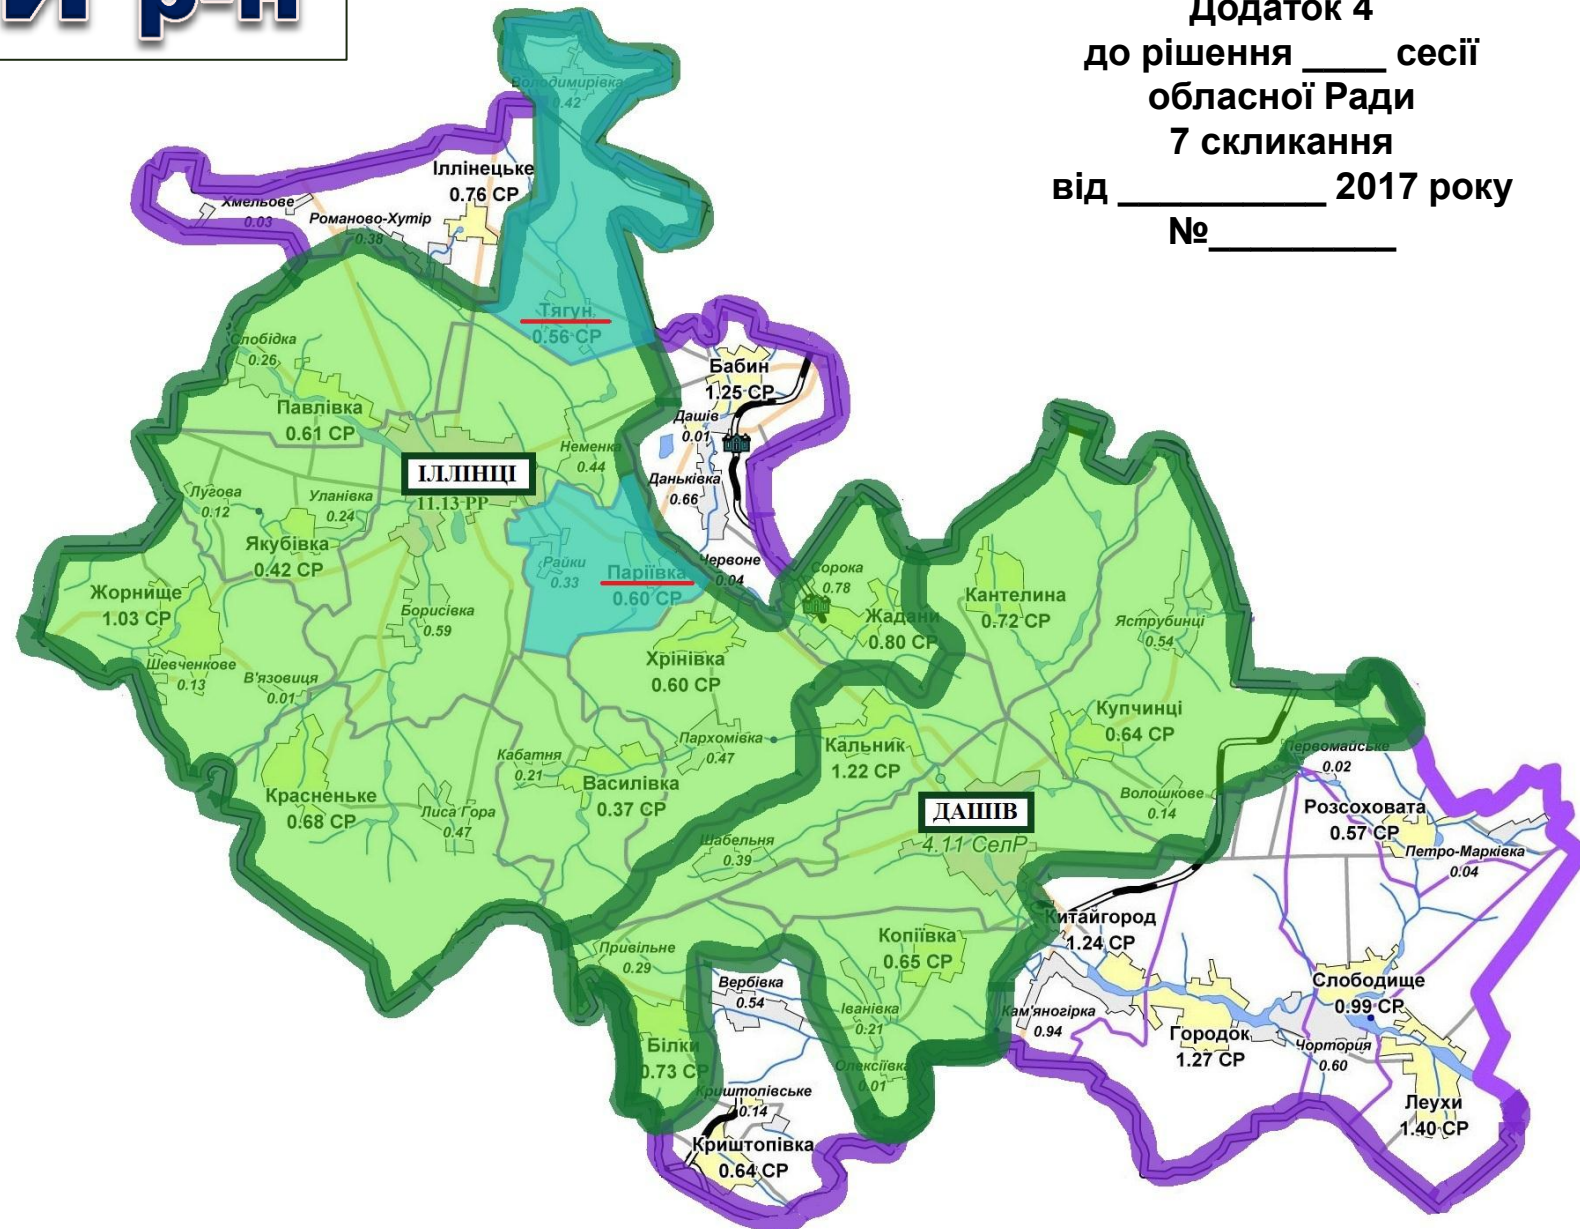 Й р-н
Додаток 4
до рішення ____ сесії
обласної Ради
7 скликання
від __________ 2017 року
№_________
Володимирівка
0.42
Іллінецьке
0.76 СР
Хмельове
0.03
Романово-Хутір
0.38
Тягун
0.56 СР
Слобідка
0.26
Бабин
1.25 СР
Павлівка
0.61 СР
Дашів
0.01
Неменка
0.44
ІЛЛІНЦІ
11.13 РР
Даньківка
0.66
Лугова
0.12
Уланівка
0.24
Якубівка
0.42 СР
Райки
0.33
Паріївка
0.60 СР
Червоне
0.04
Сорока
0.78
Жорнище
1.03 СР
Борисівка
0.59
Жадани
0.80 СР
Кантелина
0.72 СР
Яструбинці
0.54
Шевченкове
0.13
В'язовиця
0.01
Хрінівка
0.60 СР
Купчинці
0.64 СР
Пархомівка
0.47
Кальник
1.22 СР
Кабатня
0.21
Василівка
0.37 СР
Первомайське
0.02
Красненьке
0.68 СР
Лиса Гора
0.47
ДАШІВ
4.11 СелР
Волошкове
0.14
Розсоховата
0.57 СР
Шабельня
0.39
Петро-Марківка
0.04
Китайгород
1.24 СР
Привільне
0.29
Копіївка
0.65 СР
Вербівка
0.54
Слободище
0.99 СР
Іванівка
0.21
Кам'яногірка
0.94
Городок
1.27 СР
Білки
0.73 СР
Чортория
0.60
Олексіївка
0.01
Криштопівське
0.14
Леухи
1.40 СР
Криштопівка
0.64 СР